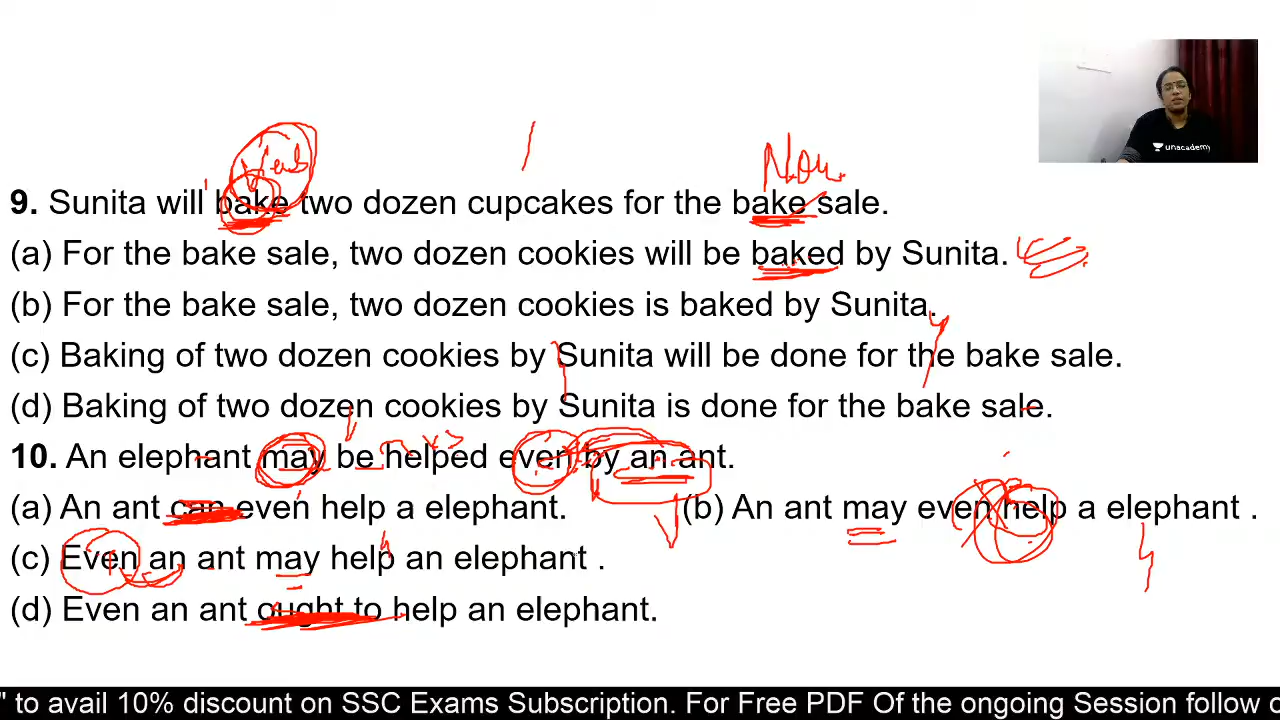 unacademy
Verb
Nou
9. Sunita will bake two dozen cupcakes for the bake sale.
(a) For the bake sale, two dozen cookies will be baked by Sunita.
(b) For the bake sale, two dozen cookies is baked by Sunita.
(c) Baking of two dozen cookies by Sunita will be done for the bake sale.
(d) Baking of two dozen cookies by Sunita is done for the bake sale.
10. An elephant may be helped even by an ant.
(a) An ant can even help a elephant. (b) An ant may even help a elephant .
(c) Even an ant may help an elephant .
(d) Even an ant ought to help an elephant.
" to avail 10% discount on SSC Exams Subscription. For Free PDF Of the ongoing Session follow